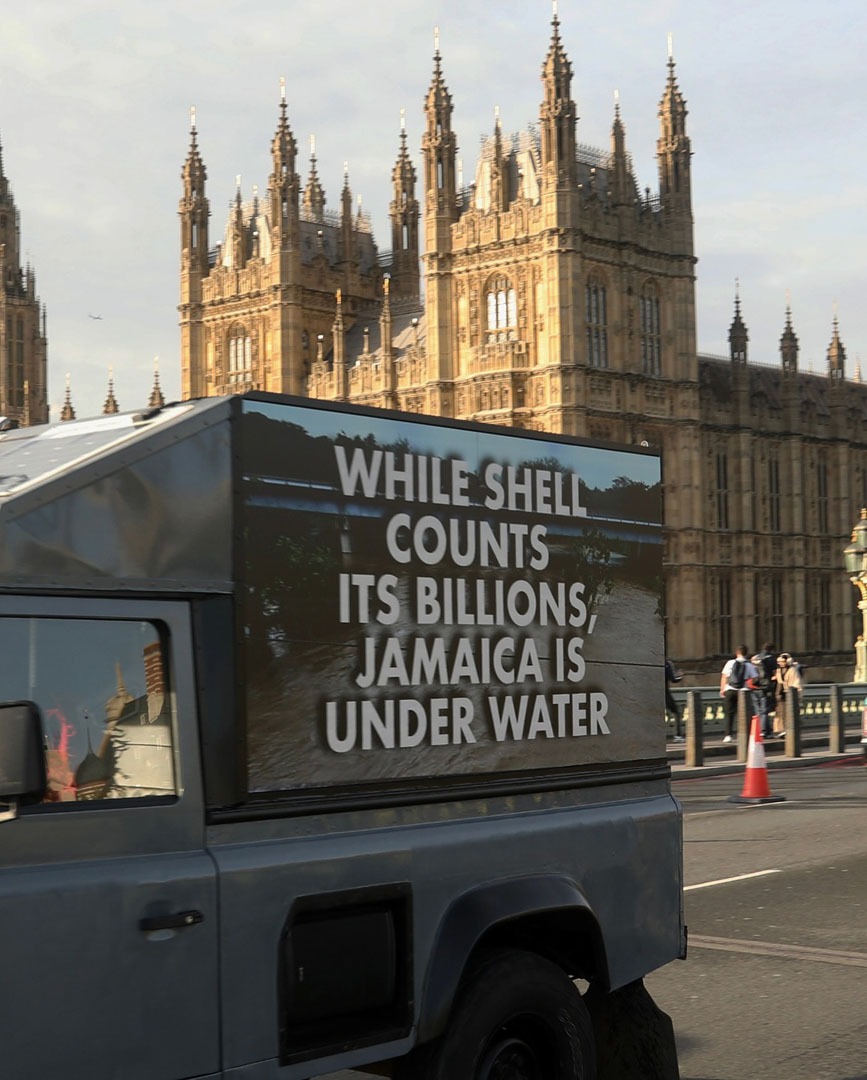 WHILE SHELL
COUNTS
ITS BILLIONS,
JAMAICA IS
UNDER WATER